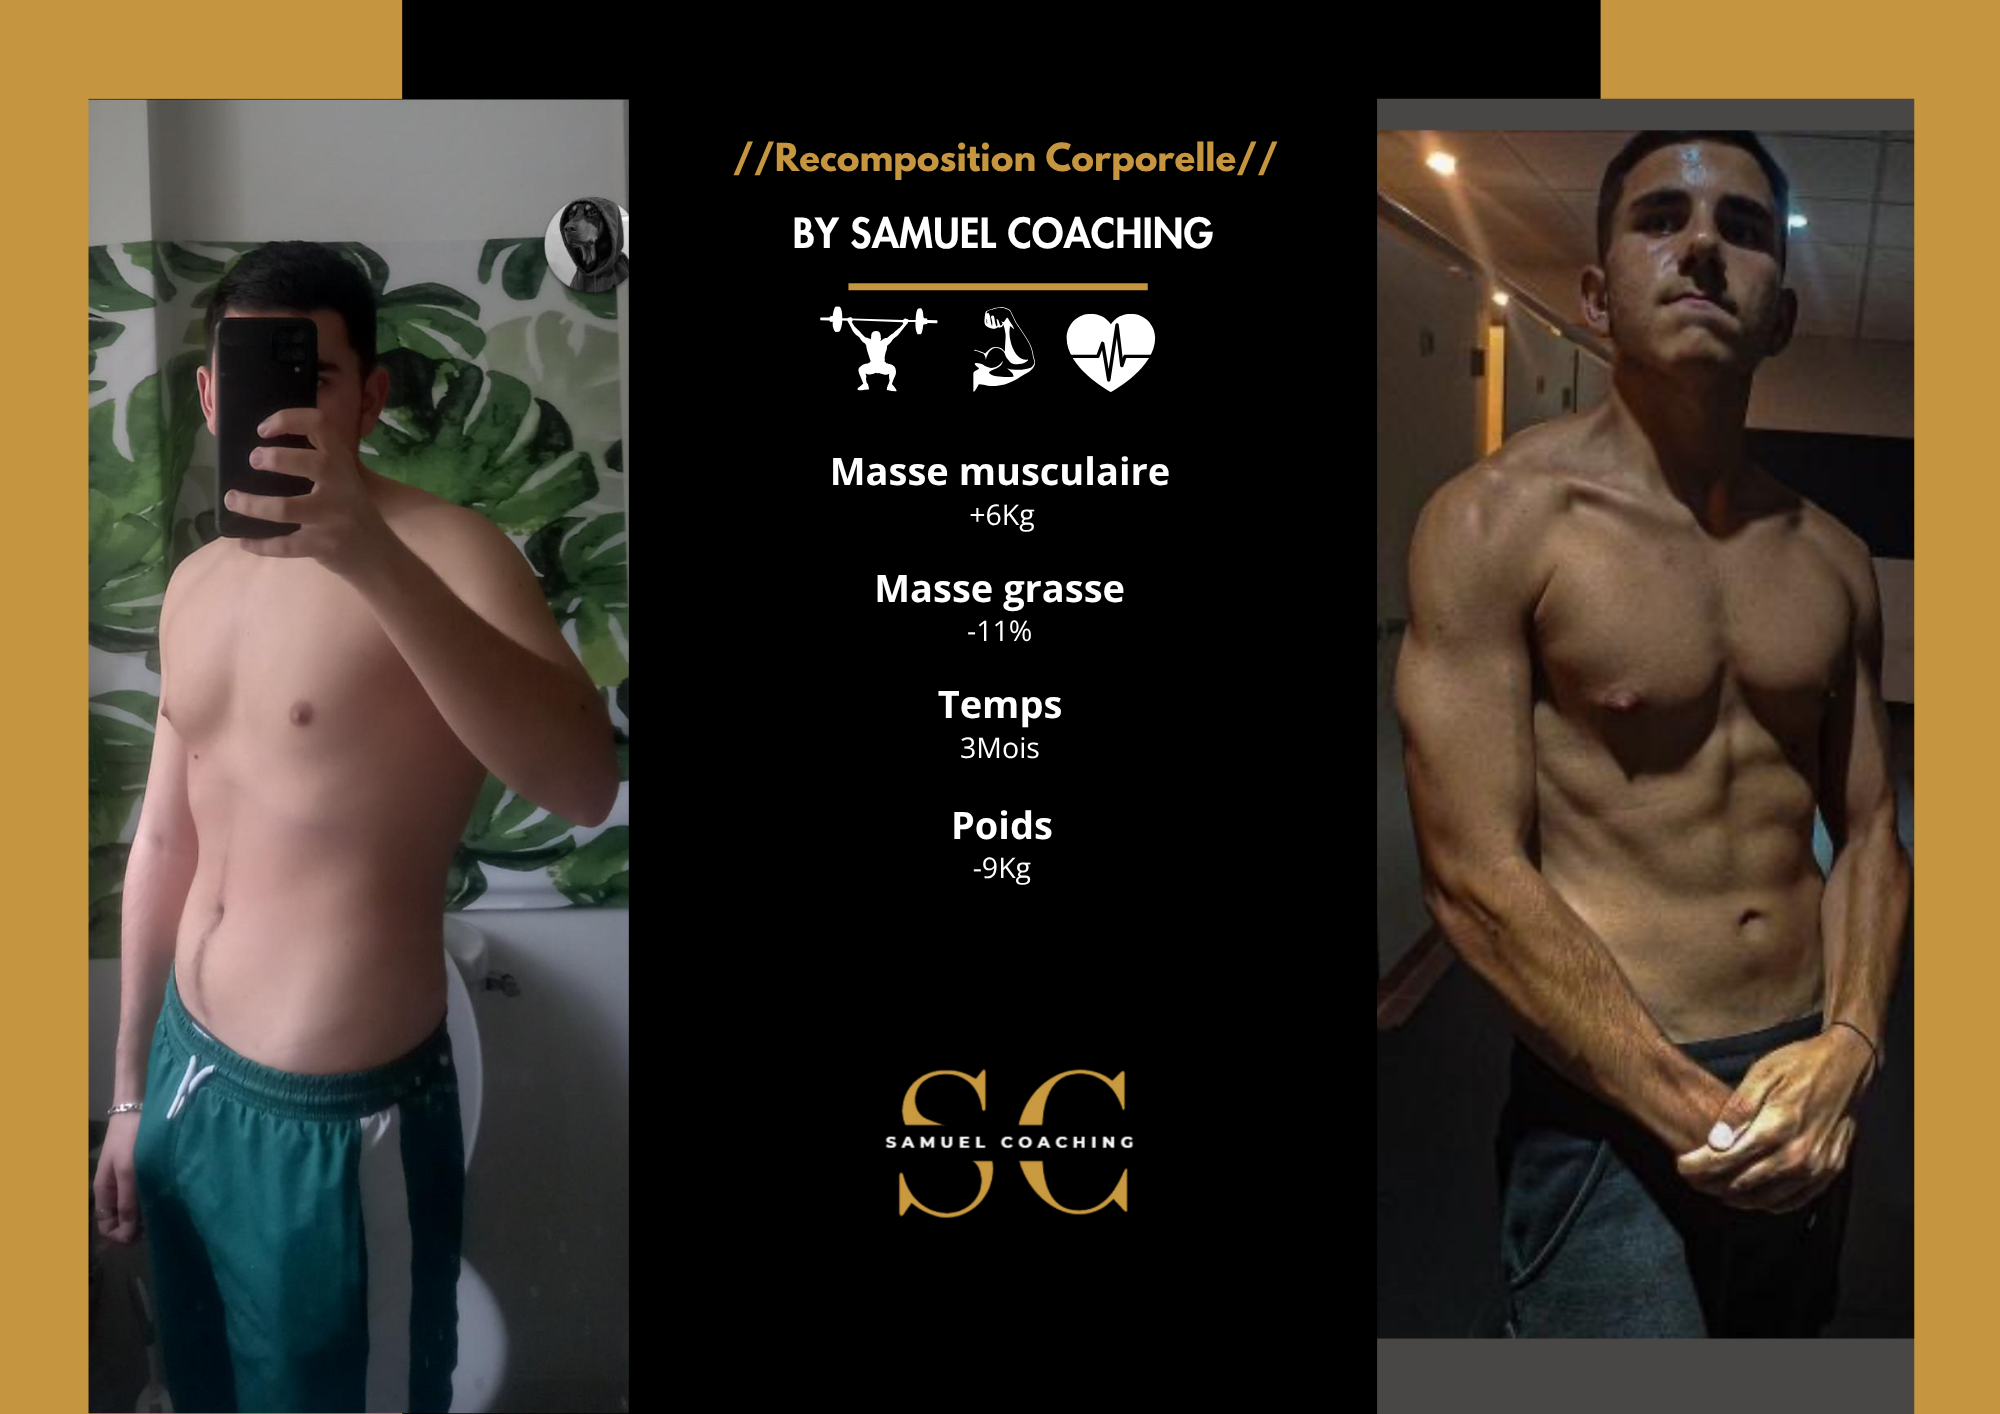 //Recomposition Corporelle//
BY SAMUEL COACHING
Masse musculaire
+6Kg
Masse grasse
-11%
Temps
3Mois
Poids
-9Kg
SC
SAMUEL COACHING